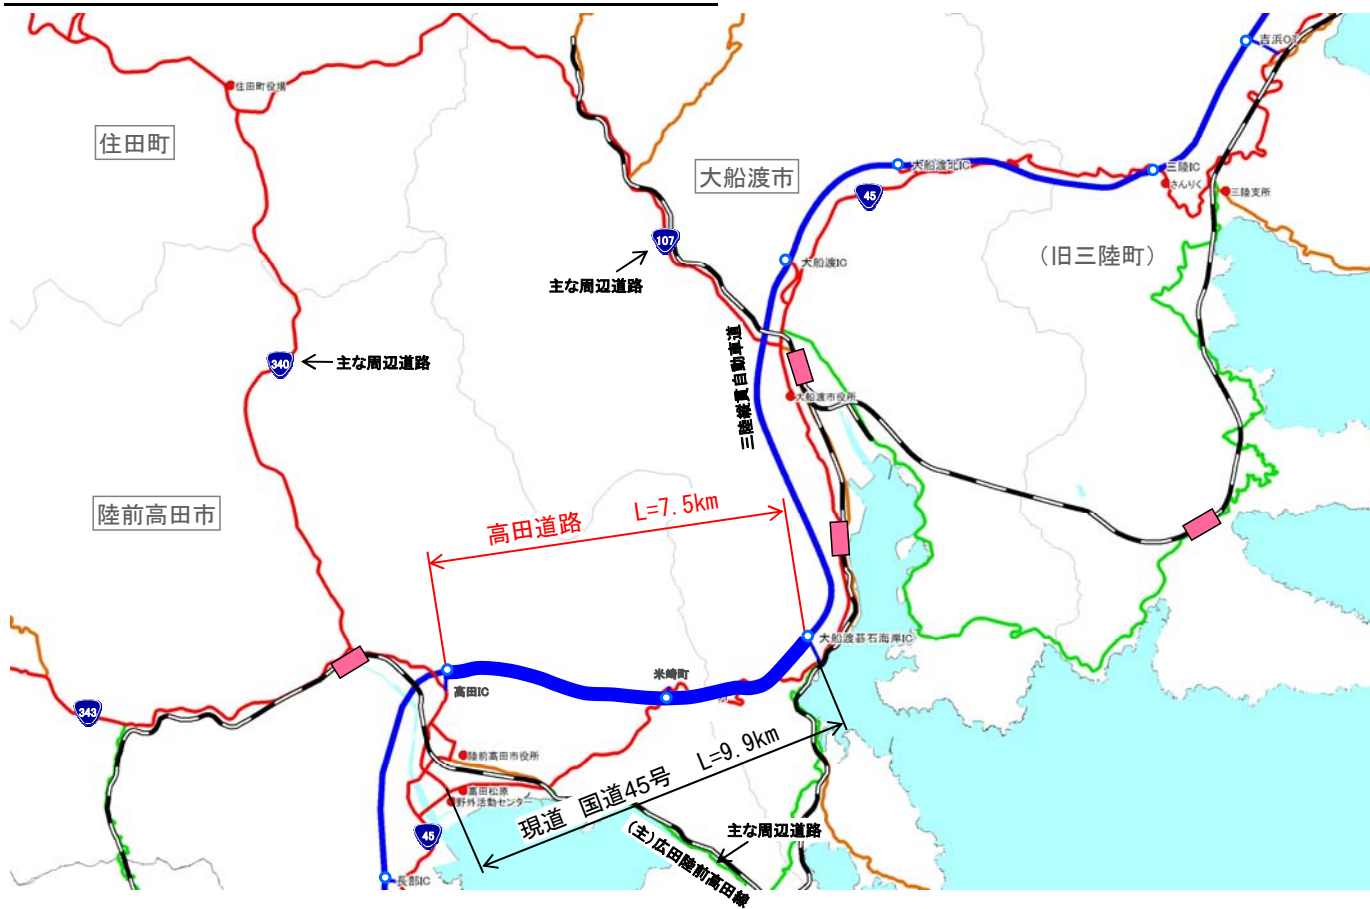 吉浜OT
住田町役場
住田町
大船渡市
大船渡北IC
三陸IC
さんりく
三陸支所
45
107
主な周辺道路
大船渡IC
（旧三陸町）
340
主な周辺道路
三陸縦貫自動車道
大船渡市役所
陸前高田市
高田道路 L=7.5km
大船渡碁石海岸IC
高田IC
米崎町
343
陸前高田市役所
高田松原
野外活動センター
現道 国道45号 L=9.9km
45
主な周辺道路
(主)広田陸前高田線
長部IC